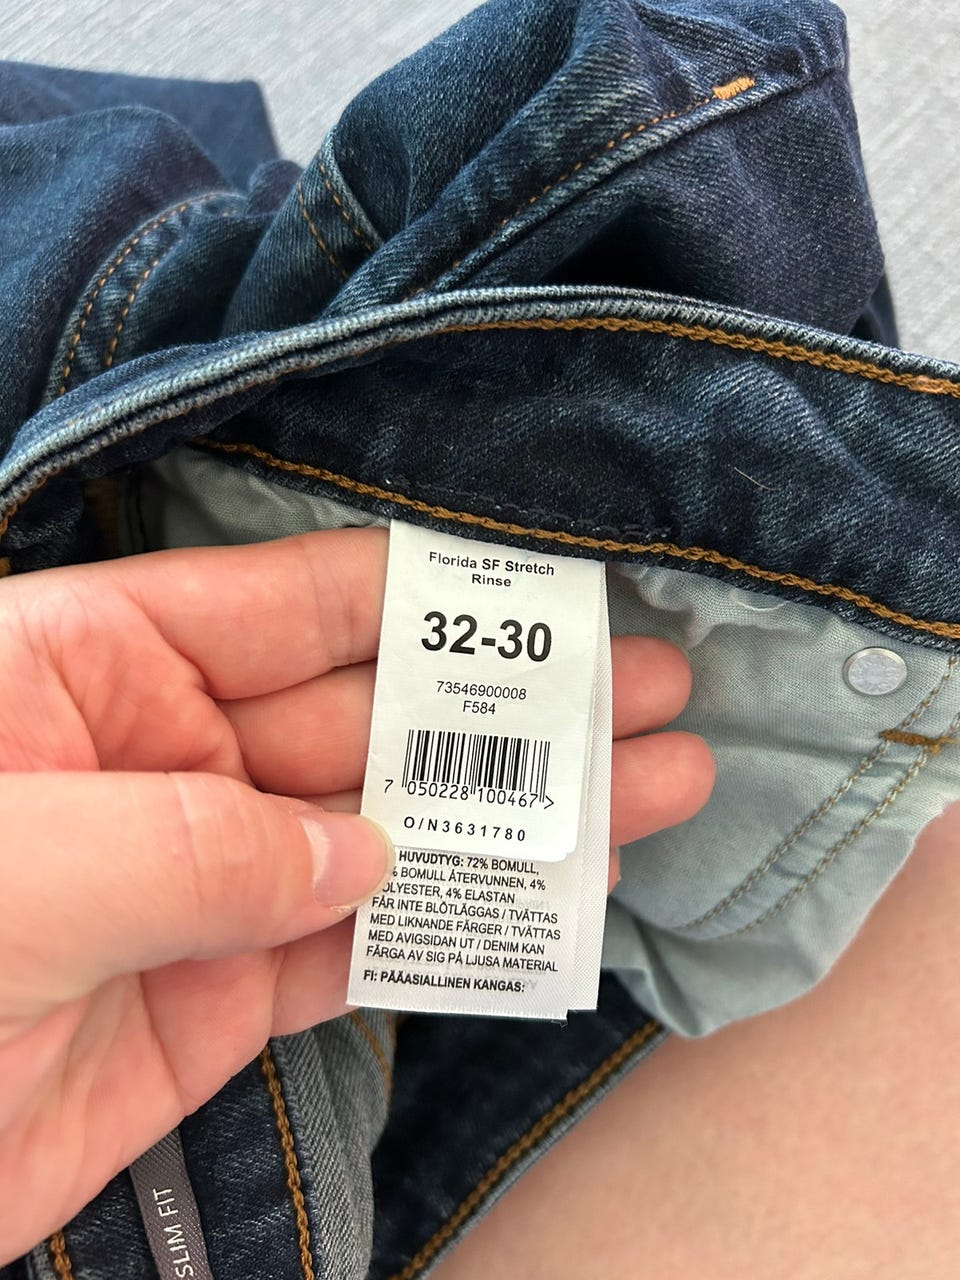 Florida SF Stretch
Rinse
32-30
73546900008
F584
7 050228 100467 >
O/N3631780
HUVUDTYG: 72% BOMULL,
% BOMULL ÅTERVUNNEN, 4%
POLYESTER, 4% ELASTAN
FÅR INTE BLÖTLÄGGAS / TVÄTTAS
MED LIKNANDE FÄRGER / TVÄTTAS
MED AVIGSIDAN UT / DENIM KAN
FÄRGA AV SIG PÅ LJUSA MATERIAL
FI: PÄÄASIALLINEN KANGAS:
SLIM FIT